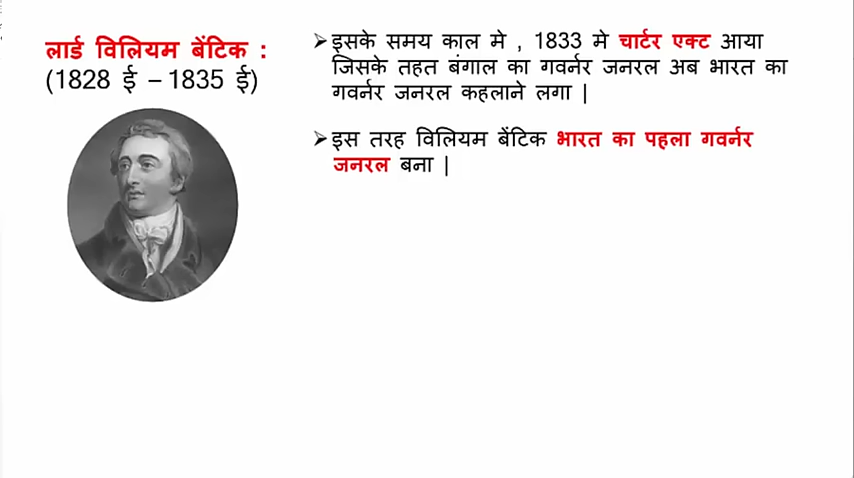 लार्ड विलियम बेंटिक :
(1828 ई – 1835 ई)
➢इसके समय काल मे , 1833 मे चार्टर एक्ट आया
जिसके तहत बंगाल का गवर्नर जनरल अब भारत का
गवर्नर जनरल कहलाने लगा |
➢इस तरह विलियम बेंटिक भारत का पहला गवर्नर
जनरल बना |